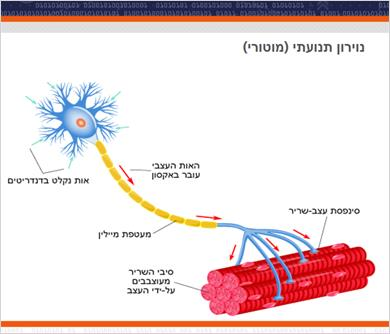 נוירון תנועתי (מוטורי)
האות העצבי
עובר באקסון
אות נקלט בדנדריטים
סינפסת עצב-שריר
מעטפת מיילין
סיבי השריר
מעוצבבים
על-ידי העצב